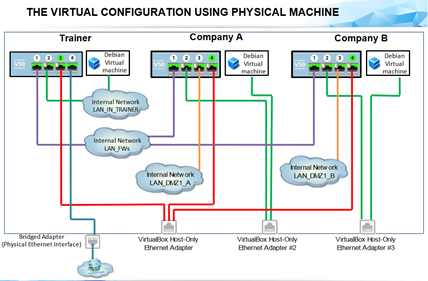 THE VIRTUAL CONFIGURATION USING PHYSICAL MACHINE
Trainer
Company A
Company B
V50
1 2 3 4
Debian
Virtual
machine
V50
1 2 3 4
Debian
Virtual
machine
V50
1 2 3 4
Debian
Virtual
machine
Internal Network
LAN_IN_TRAINER
Internal Network
LAN_FWs
Internal Network
LAN_DMZ1_A
Internal Network
LAN_DMZ1_B
Bridged Adapter
(Physical Ethernet Interface)
VirtualBox Host-Only
Ethernet Adapter
VirtualBox Host-Only
Ethernet Adapter #2
VirtualBox Host-Only
Ethernet Adapter #3